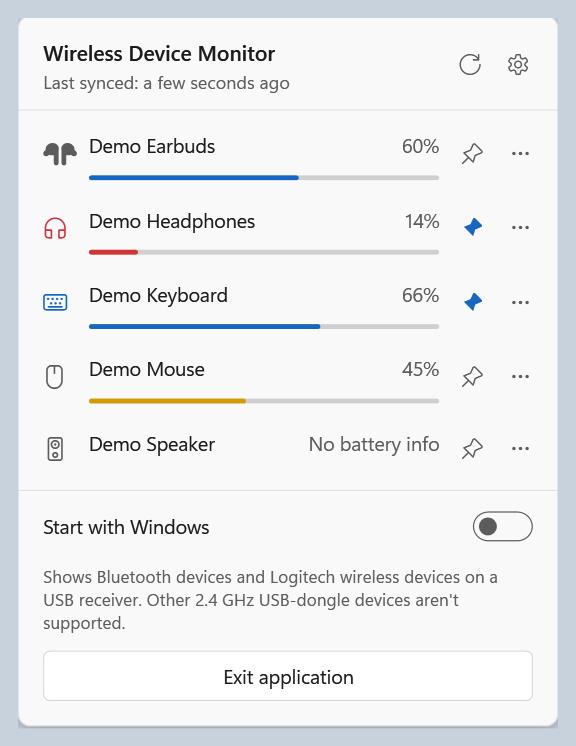 Wireless Device Monitor
Last synced: a few seconds ago
Demo Earbuds 60%
Demo Headphones 14%
Demo Keyboard 66%
Demo Mouse 45%
Demo Speaker No battery info
Start with Windows
Shows Bluetooth devices and Logitech wireless devices on a
USB receiver. Other 2.4 GHz USB-dongle devices aren't
supported.
Exit application